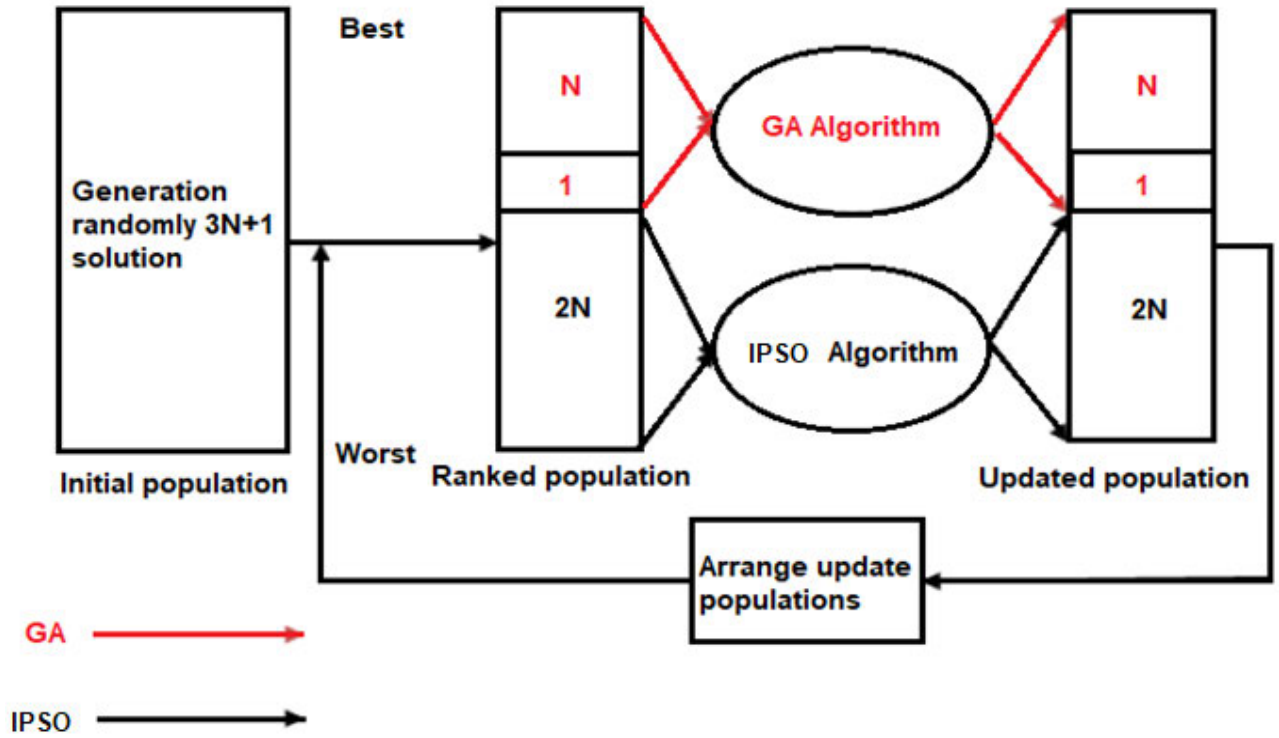 Best
N
1
2N
GA Algorithm
IPSO Algorithm
N
1
2N
Generation
randomly 3N+1
solution
Worst
Initial population
Ranked population
Updated population
Arrange update
populations
GA
IPSO